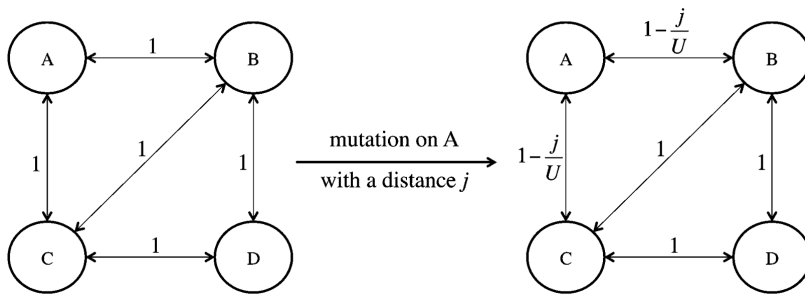 A 1 B
1 1 1
C 1 D
mutation on A
with a distance j
A 1-j/U B
1-j/U 1 1
C 1 D